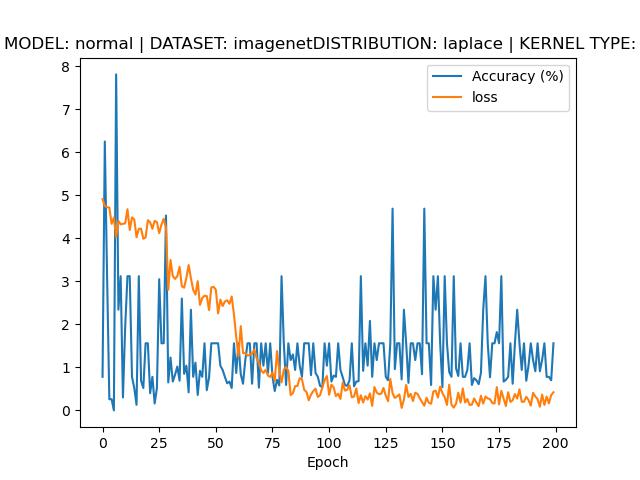 MODEL: normal | DATASET: imagenetDISTRIBUTION: laplace | KERNEL TYPE:
Accuracy (%)
loss
8
7
6
5
4
3
2
1
0
0 25 50 75 100 125 150 175 200
Epoch